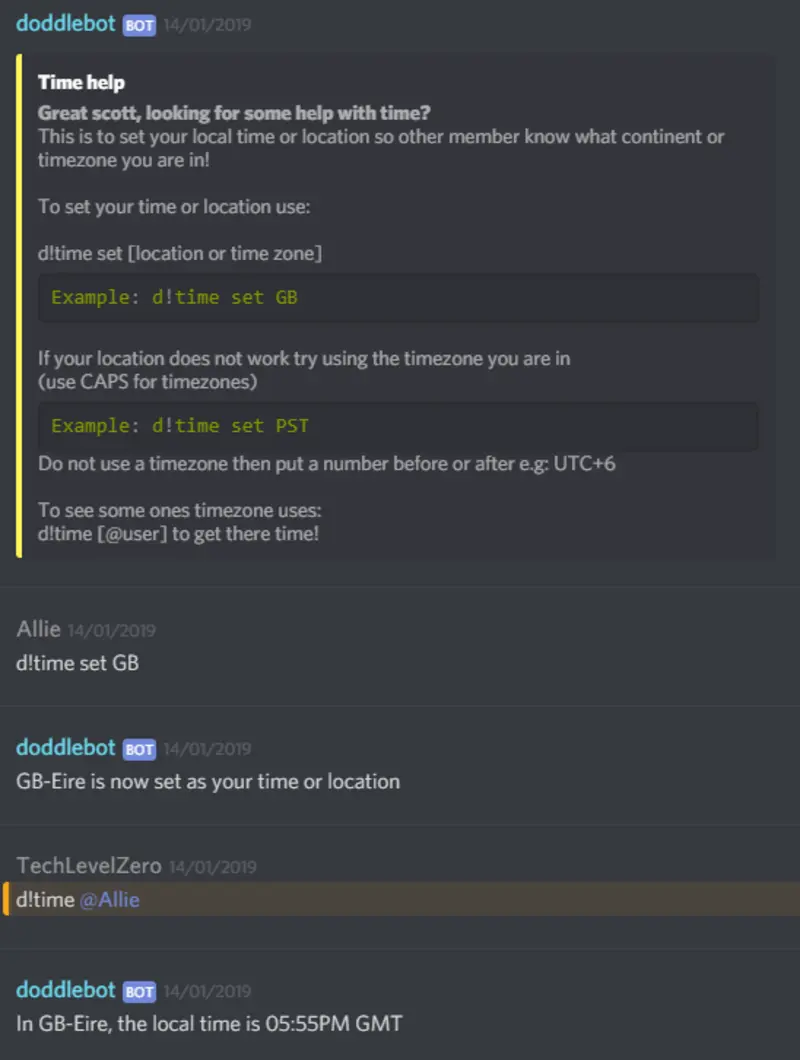 doddlebot BOT 14/01/2019
Time help
Great scott, looking for some help with time?
This is to set your local time or location so other member know what continent or
timezone you are in!
To set your time or location use:
d!time set [location or time zone]
Example: d!time set GB
If your location does not work try using the timezone you are in
(use CAPS for timezones)
Example: d!time set PST
Do not use a timezone then put a number before or after e.g: UTC+6
To see some ones timezone uses:
d!time [@user] to get there time!
Allie 14/01/2019
d!time set GB
doddlebot BOT 14/01/2019
GB-Eire is now set as your time or location
TechLevelZero 14/01/2019
d!time @Allie
doddlebot BOT 14/01/2019
In GB-Eire, the local time is 05:55PM GMT